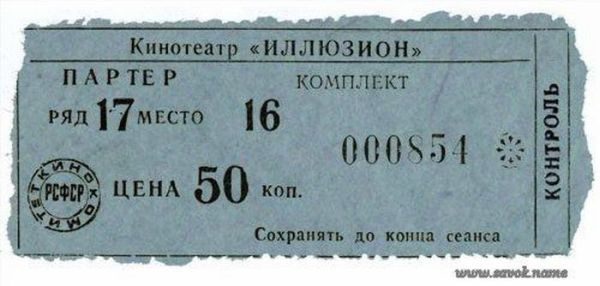 Кинотеатр «ИЛЛЮЗИОН»
ПАРТЕР
КОМПЛЕКТ
РЯД 17 МЕСТО 16
000854
КИНОКОМИТЕТ
РСФСР
ЦЕНА 50 КОП.
Сохранять до конца сеанса
КОНТРОЛЬ
www.savok.name